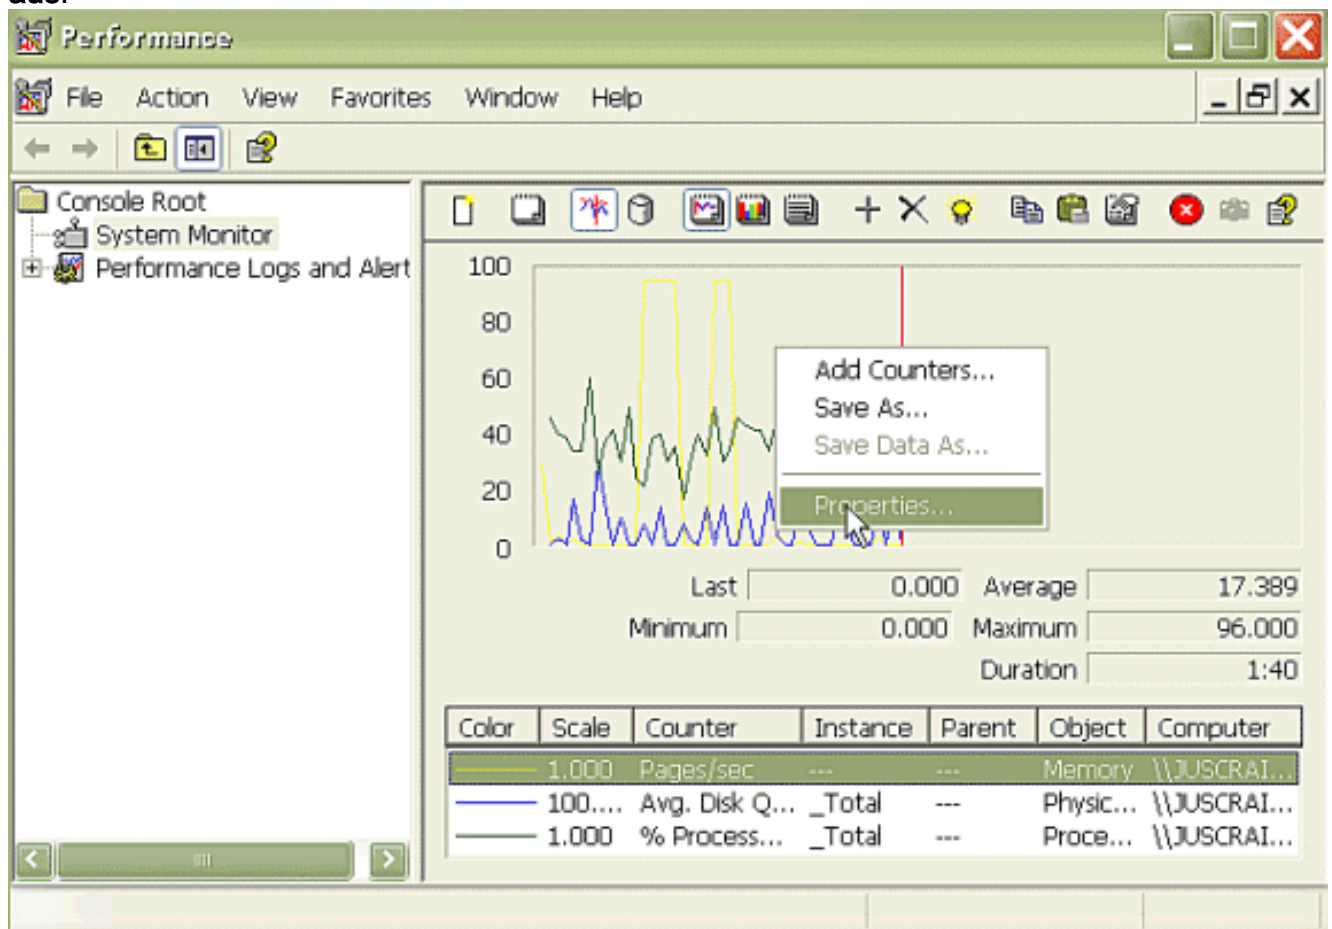 Performance
File Action View Favorites Window Help
Console Root
System Monitor
Performance Logs and Alert
100
80
60
40
20
0
Add Counters...
Save As...
Save Data As...
Properties...
Last 0.000 Average 17.389
Minimum 0.000 Maximum 96.000
Duration 1:40
Color Scale Counter Instance Parent Object Computer
1.000 Pages/sec --- --- Memory \\JUSCRAI...
100.... Avg. Disk Q... _Total --- Physic... \\JUSCRAI...
1.000 % Process... _Total --- Proce... \\JUSCRAI...